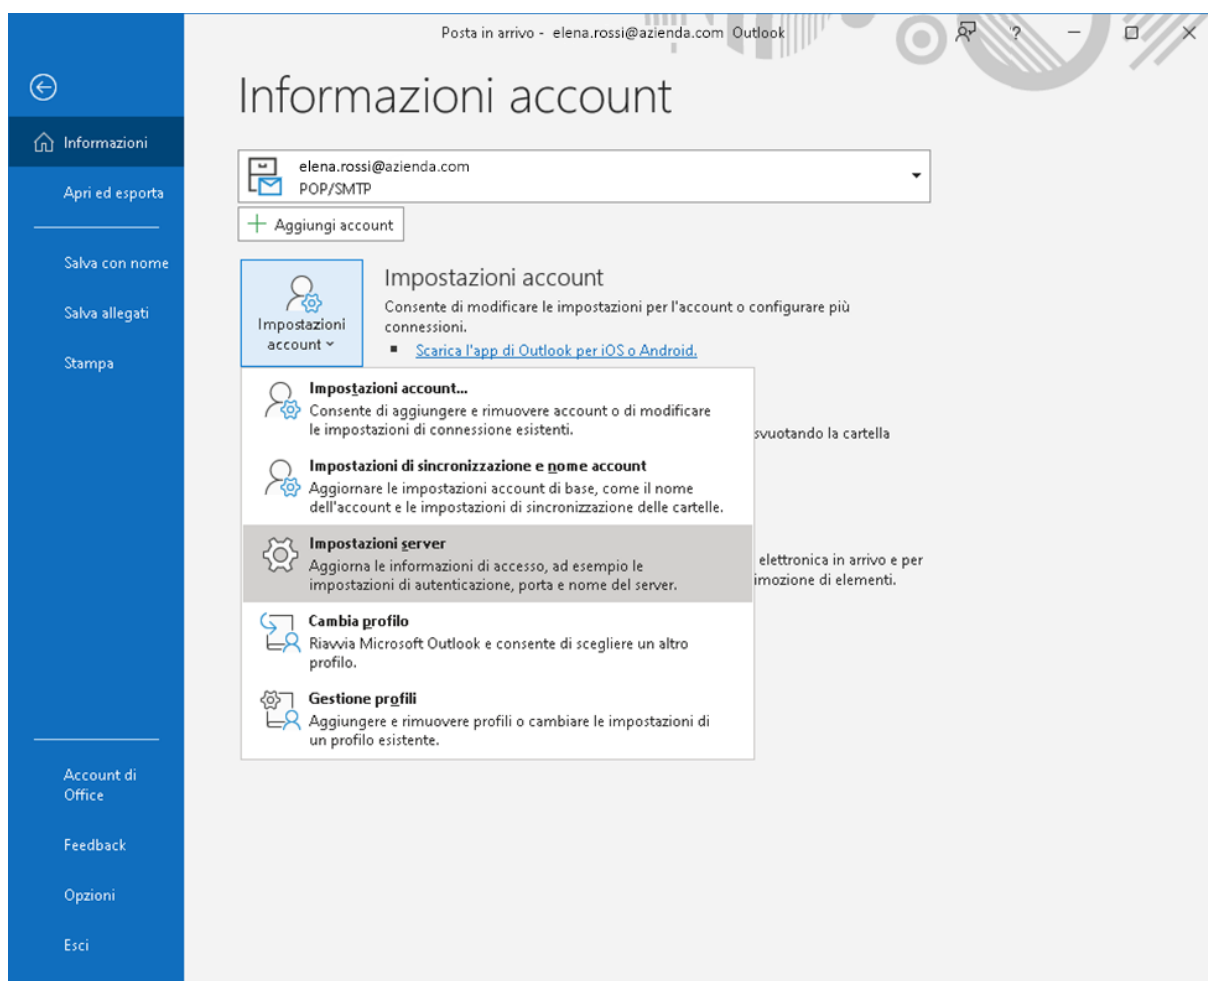 Posta in arrivo - elena.rossi@azienda.com Outlook
?
Informazioni account
Informazioni
Apri ed esporta
Salva con nome
Salva allegati
Stampa
Account di
Office
Feedback
Opzioni
Esci
elena.rossi@azienda.com
POP/SMTP
Aggiungi account
Impostazioni
account
Impostazioni account
Consente di modificare le impostazioni per l'account o configurare più
connessioni.
Scarica l'app di Outlook per iOS o Android.
Impostazioni account...
Consente di aggiungere e rimuovere account o di modificare
le impostazioni di connessione esistenti.
svuotando la cartella
Impostazioni di sincronizzazione e nome account
Aggiornare le impostazioni account di base, come il nome
dell'account e le impostazioni di sincronizzazione delle cartelle.
Impostazioni server
Aggiorna le informazioni di accesso, ad esempio le
impostazioni di autenticazione, porta e nome del server.
elettronica in arrivo e per
imozione di elementi.
Cambia profilo
Riavvia Microsoft Outlook e consente di scegliere un altro
profilo.
Gestione profili
Aggiungere e rimuovere profili o cambiare le impostazioni di
un profilo esistente.